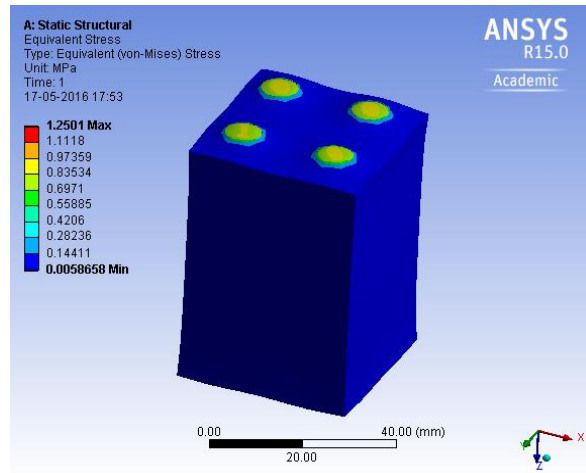 A: Static Structural
Equivalent Stress
Type: Equivalent (von-Mises) Stress
Unit: MPa
Time: 1
17-05-2016 17:53
1.2501 Max
1.1118
0.97359
0.83534
0.6971
0.55885
0.4206
0.28236
0.14411
0.0058658 Min
ANSYS
R15.0
Academic
0.00
40.00 (mm)
20.00
X
Y
Z